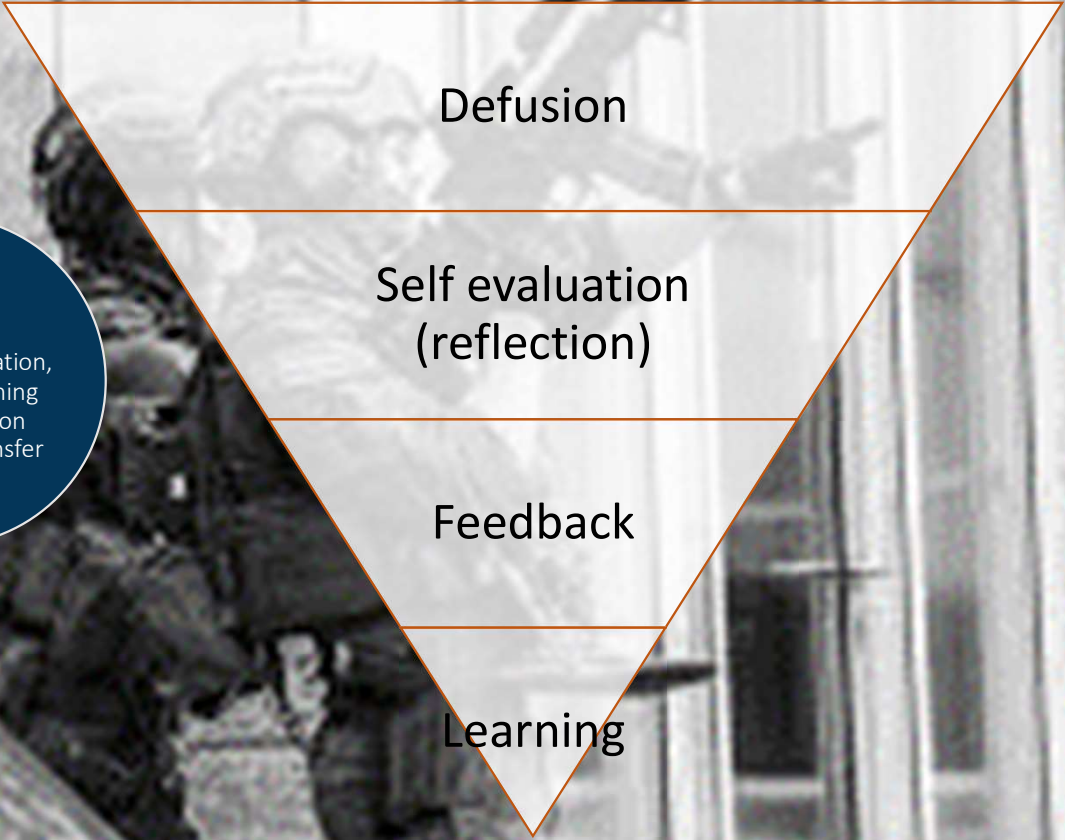 Defusion
Self evaluation
(reflection)
Feedback
Learning